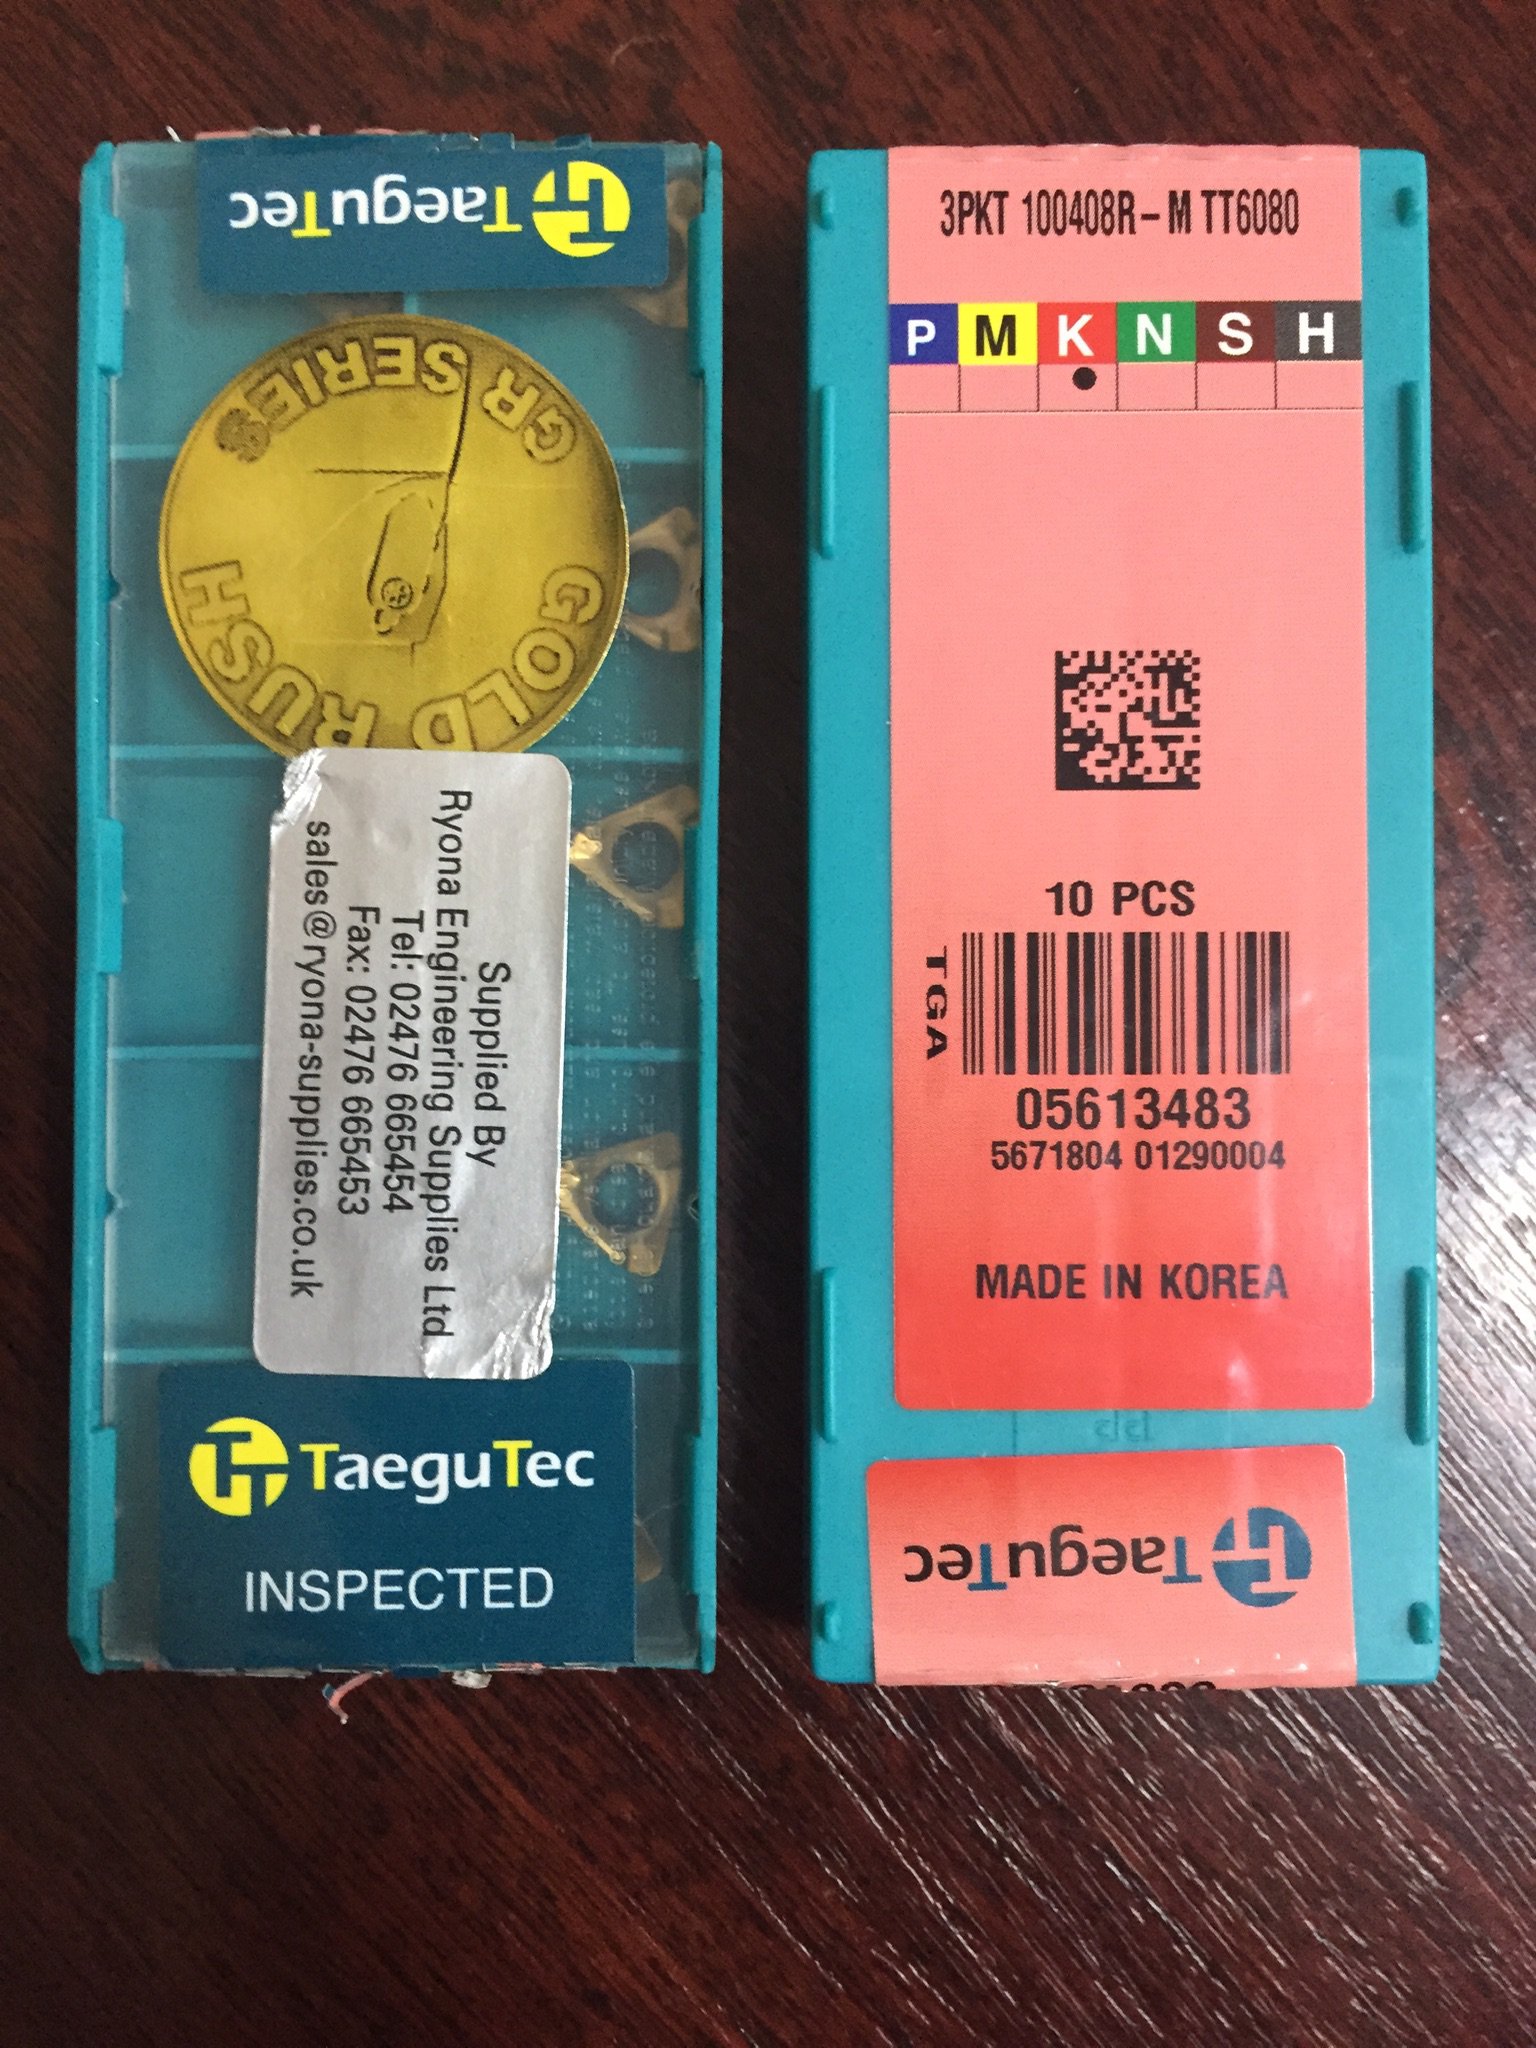 TaeguTec
GR SERIES
GOLD RUSH
Supplied By
Ryona Engineering Supplies Ltd
Tel: 02476 665454
Fax: 02476 665453
sales@ryona-supplies.co.uk
TaeguTec
INSPECTED
3PKT 100408R-M TT6080
P M K N S H
10 PCS
TGA
05613483
5671804 01290004
MADE IN KOREA
TaeguTec